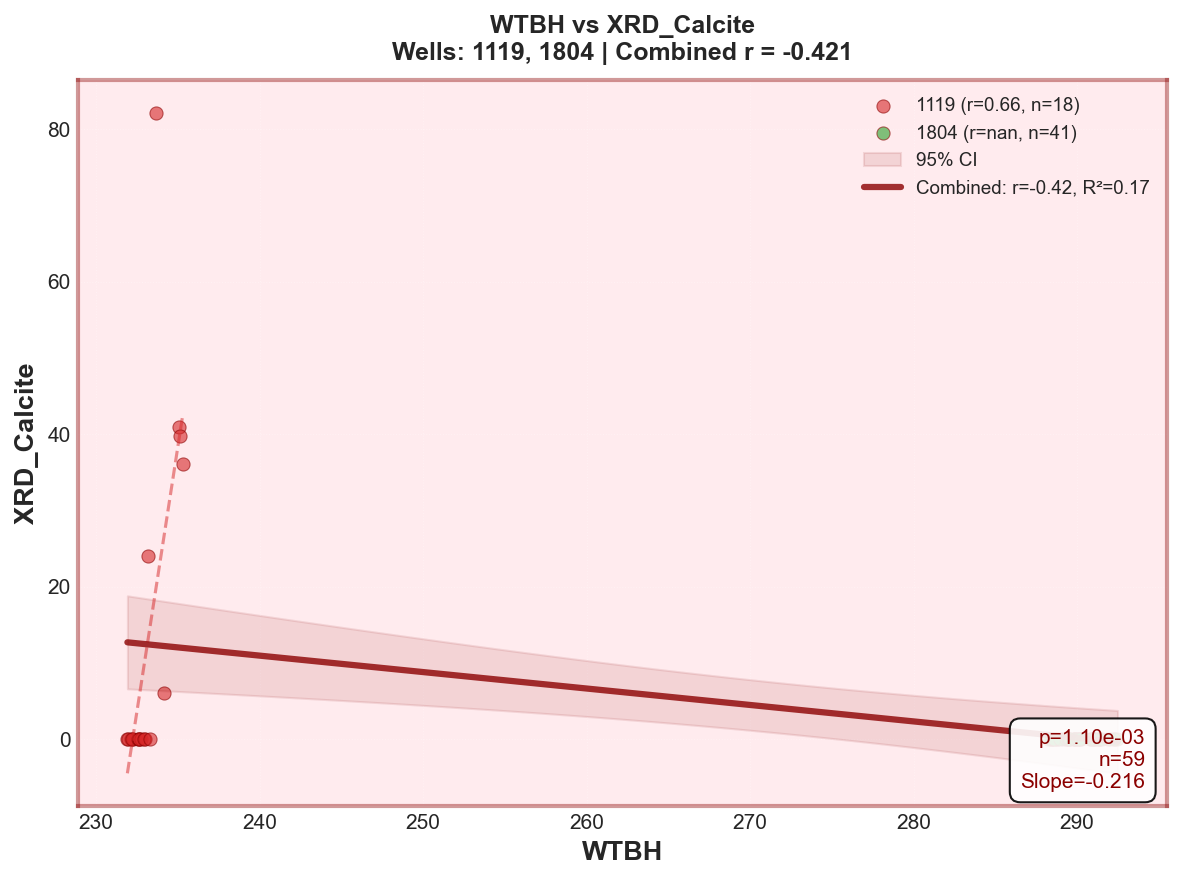 WTBH vs XRD_Calcite
Wells: 1119, 1804 | Combined r = -0.421
1119 (r=0.66, n=18)
1804 (r=nan, n=41)
95% CI
Combined: r=-0.42, R²=0.17
XRD_Calcite
80
60
40
20
0
p=1.10e-03
n=59
Slope=-0.216
230 240 250 260 270 280 290
WTBH